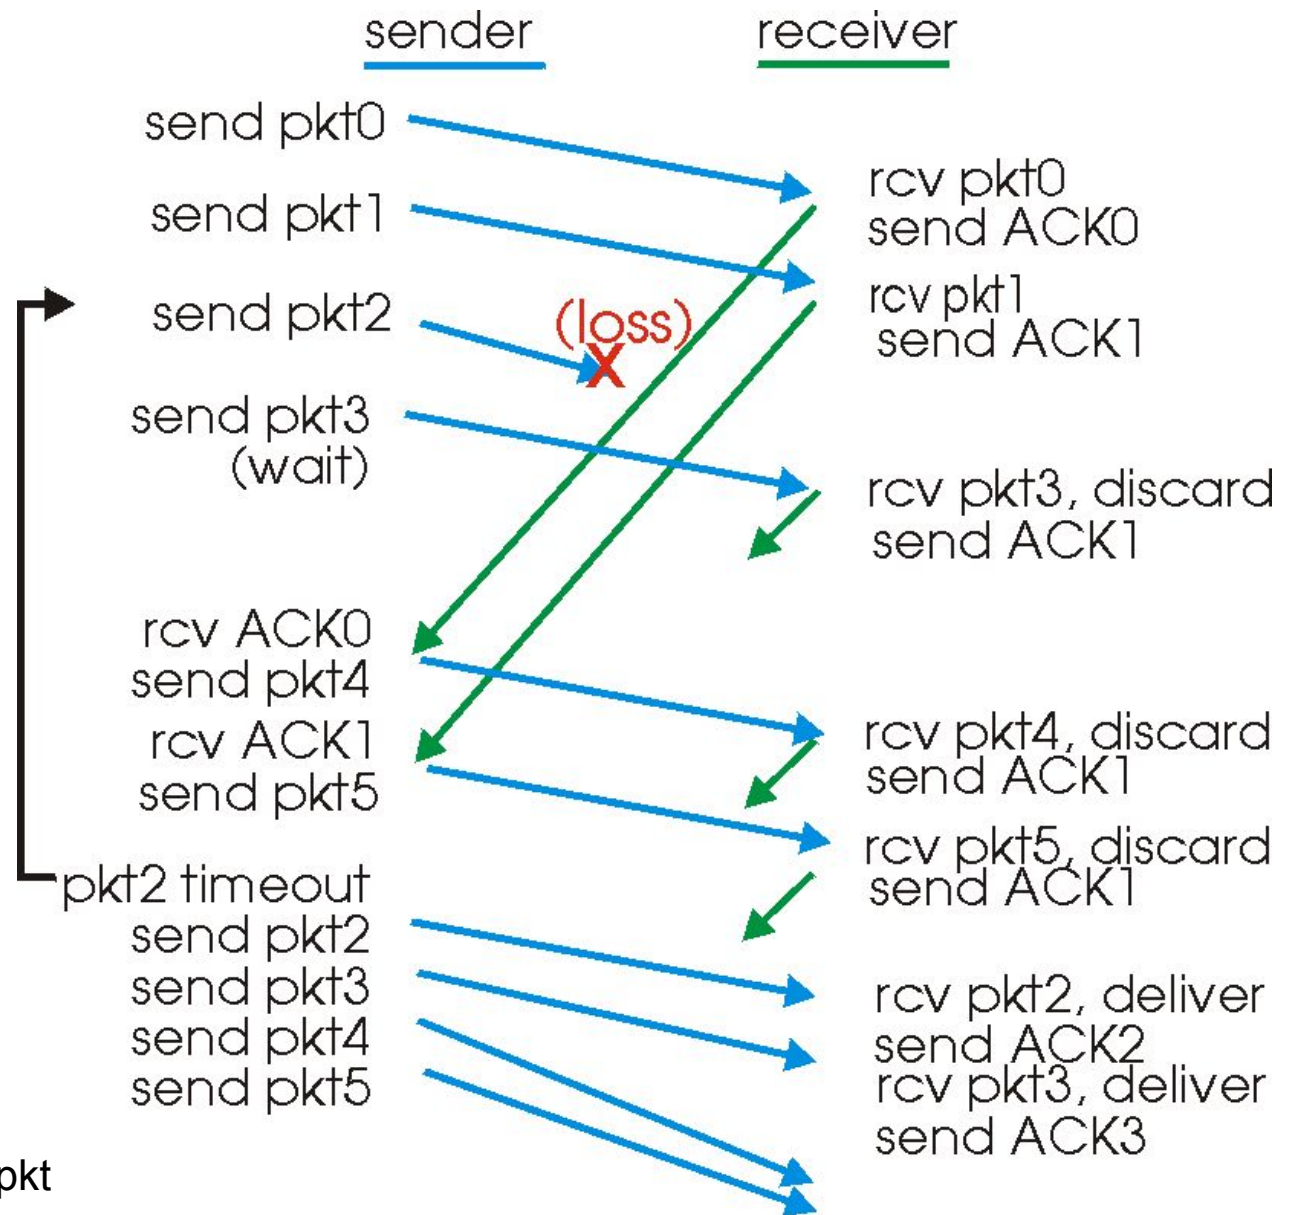 sender
receiver
send pkt0
send pkt1
send pkt2
send pkt3
(wait)
rcv ACK0
send pkt4
rcv ACK1
send pkt5
pkt2 timeout
send pkt2
send pkt3
send pkt4
send pkt5
(loss)
X
rcv pkt0
send ACK0
rcv pkt1
send ACK1
rcv pkt3, discard
send ACK1
rcv pkt4, discard
send ACK1
rcv pkt5, discard
send ACK1
rcv pkt2, deliver
send ACK2
rcv pkt3, deliver
send ACK3
pkt